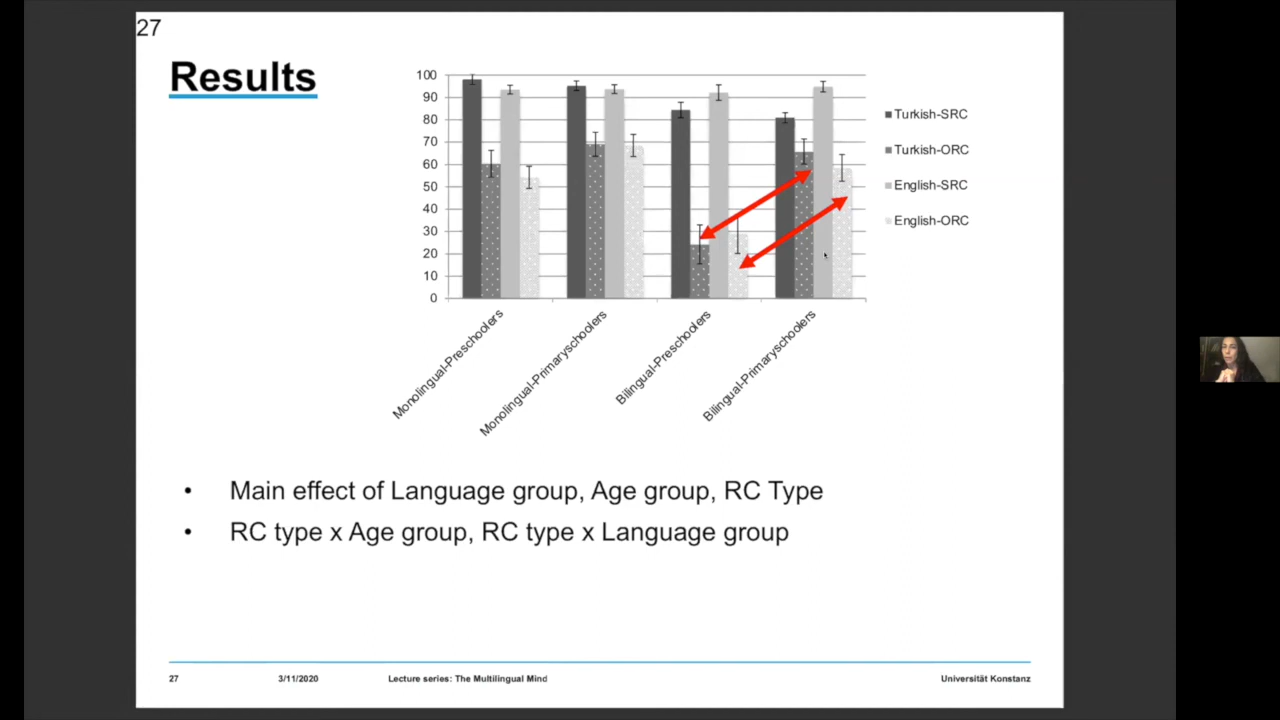 27
Results
100
90
80
70
60
50
40
30
20
10
0
Turkish-SRC
Turkish-ORC
English-SRC
English-ORC
Monolingual-Preschoolers
Monolingual-Primaryschoolers
Bilingual-Preschoolers
Bilingual-Primaryschoolers
• Main effect of Language group, Age group, RC Type
• RC type x Age group, RC type x Language group
27 3/11/2020 Lecture series: The Multilingual Mind Universität Konstanz